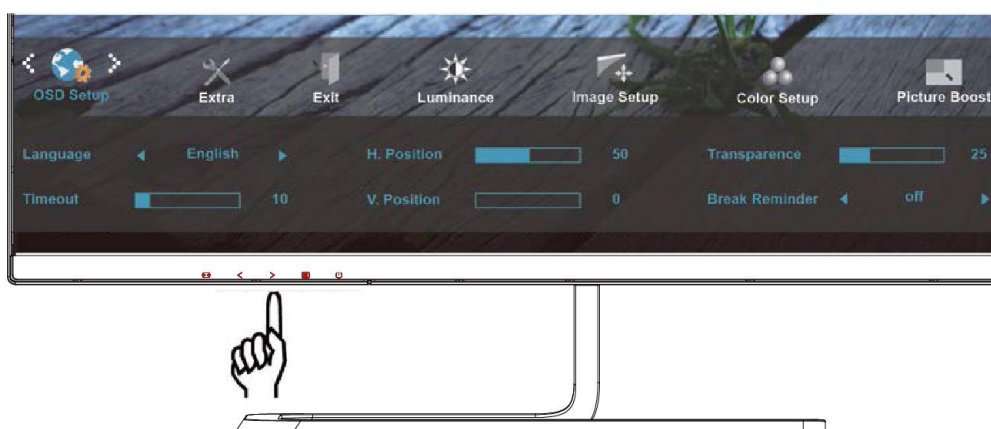 OSD Setup Extra Exit Luminance Image Setup Color Setup Picture Boost
Language English H. Position 50 Transparence 25
Timeout 10 V. Position 0 Break Reminder off